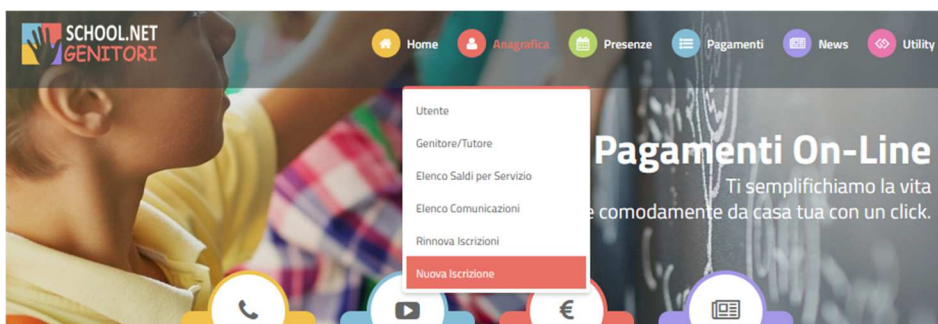 SCHOOL.NET
GENITORI
Home Anagrafica Presenze Pagamenti News Utility
Utente
Genitore/Tutore
Elenco Saldi per Servizio
Elenco Comunicazioni
Rinnova Iscrizioni
Nuova Iscrizione
Pagamenti On-Line
Ti semplifichiamo la vita
e comodamente da casa tua con un click.
€